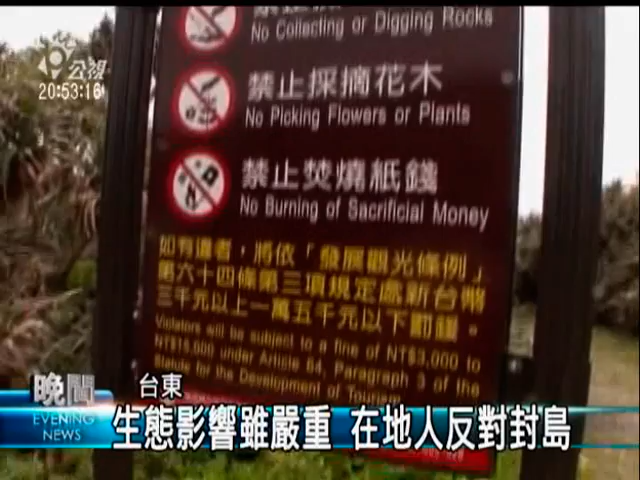 No Collecting or Digging Rocks
公視
20:53:16
禁止採摘花木
No Picking Flowers or Plants
禁止焚燒紙錢
No Burning of Sacrificial Money
如有違者，將依「發展觀光條例」
第六十四條第三項規定處新台幣
三千元以上一萬五千元以下罰鍰。
Violators will be subject to a fine of NT$3,000 to
NT$15,000 under Article 64, Paragraph 3 of the
Statute for the Development of
晚間
EVENING
NEWS
台東
生態影響雖嚴重 在地人反對封島